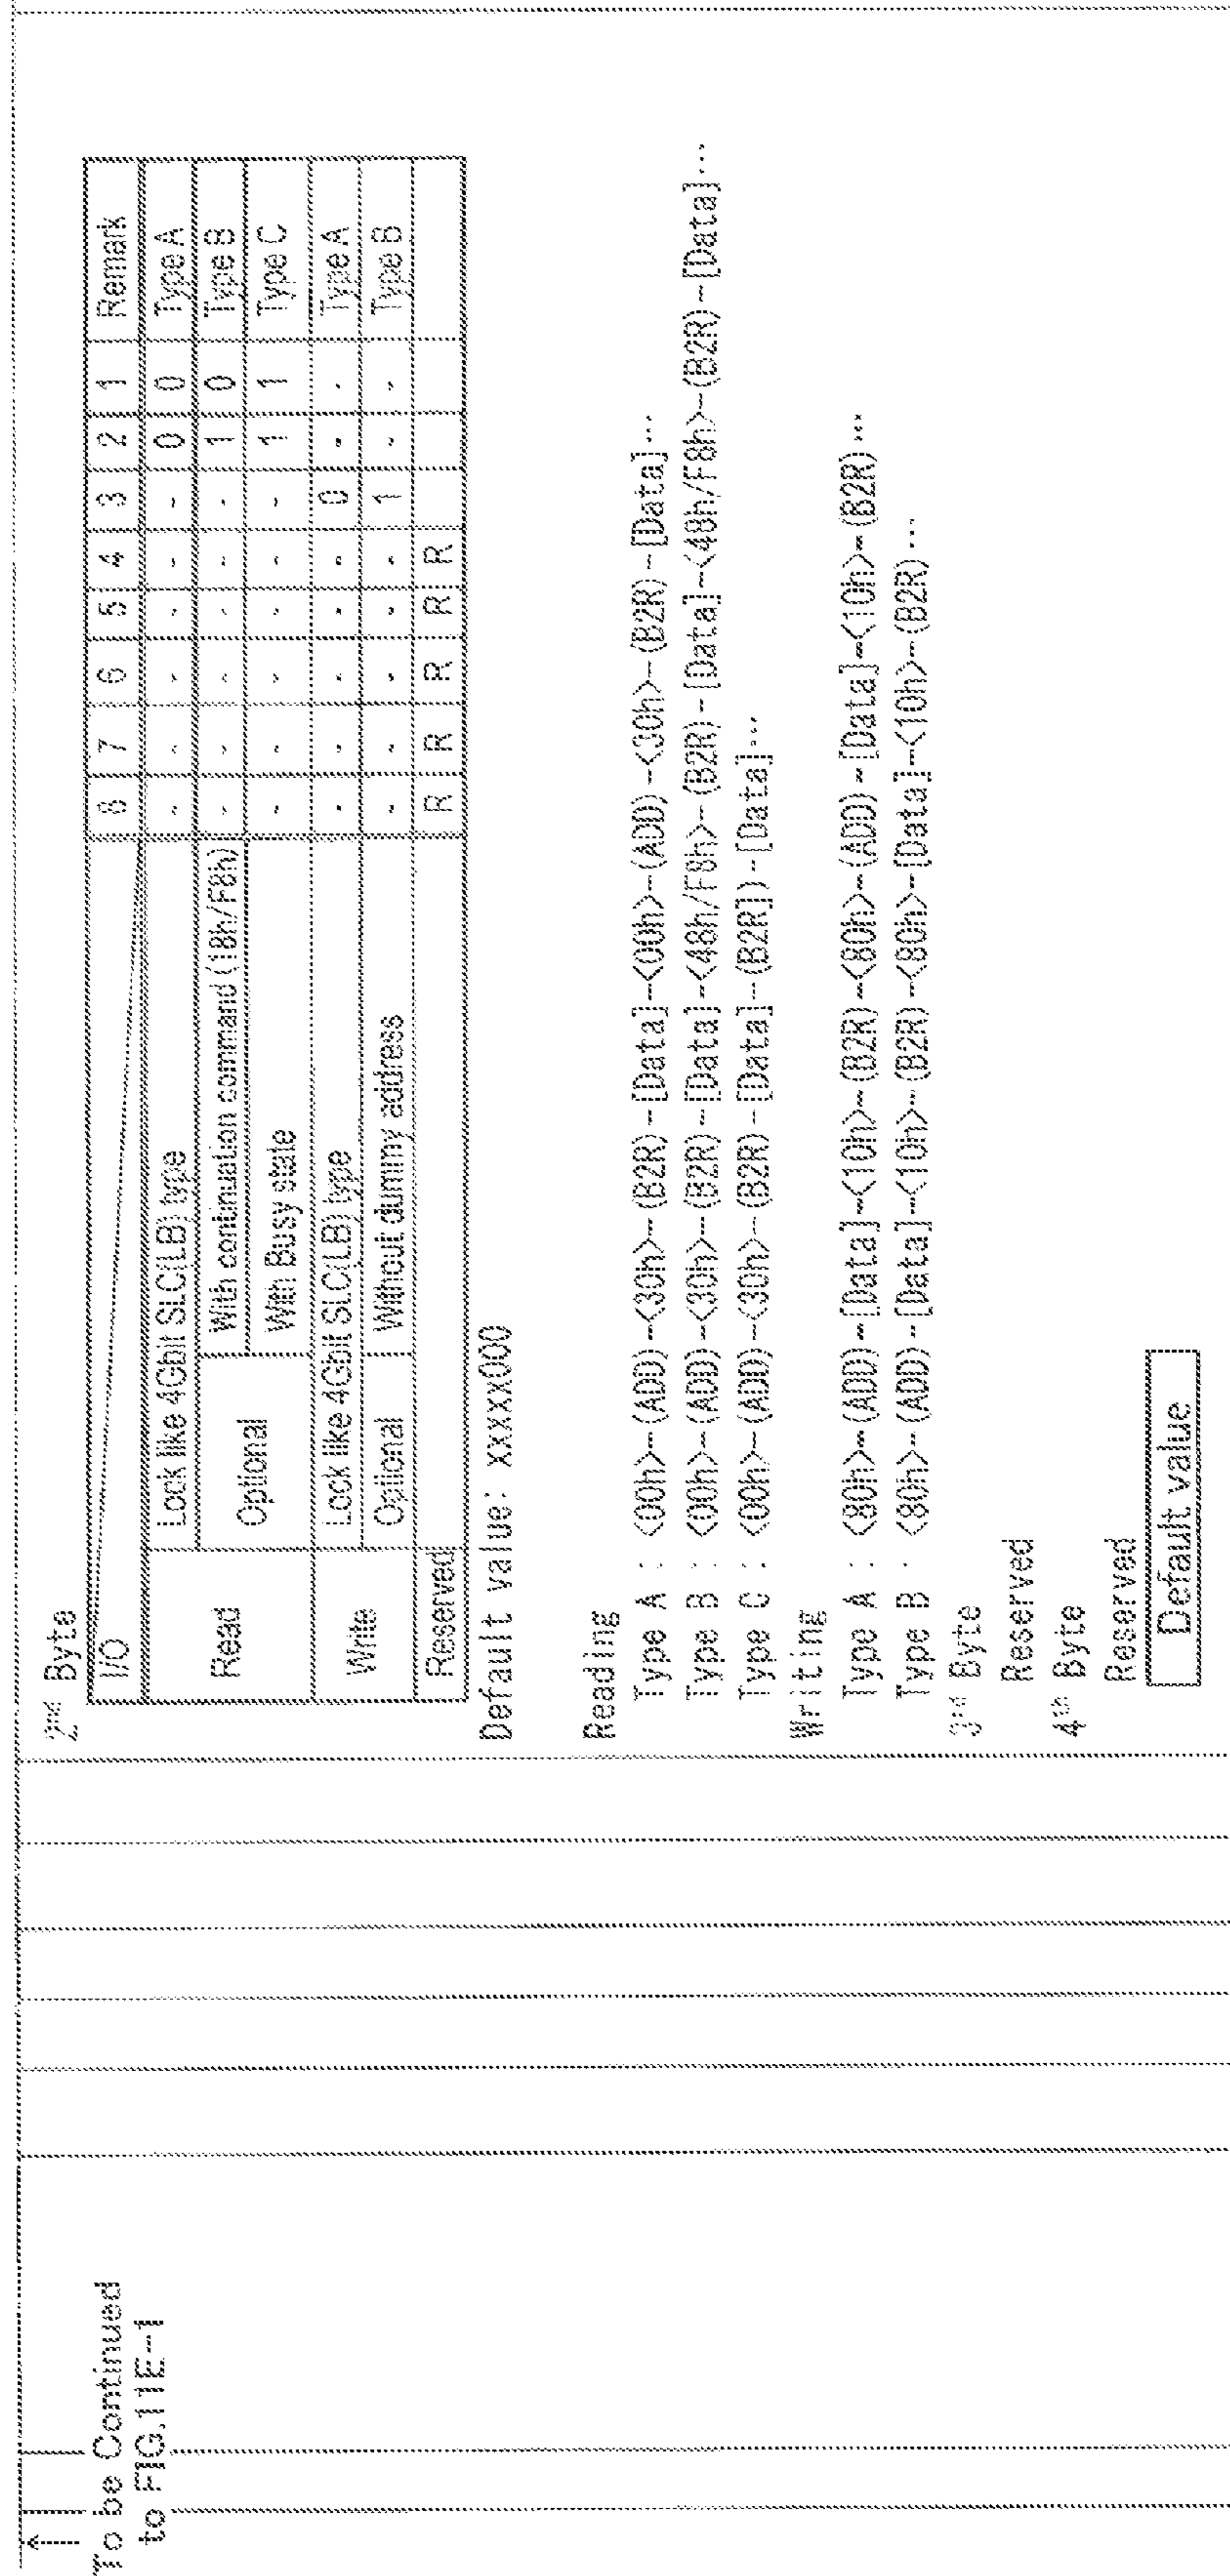 To be Continued
to FIG.11E-1
2nd Byte
I/O 8 7 6 5 4 3 2 1 Remark
Read Lock like 4Gbit SLC(LB) type - - - - - - 0 0 Type A
Optional With continuation command (18h/F8h) - - - - - - 1 0 Type B
With Busy state - - - - - - 1 1 Type C
Write Lock like 4Gbit SLC(LB) type - - - - - 0 - - Type A
Optional Without dummy address - - - - - 1 - - Type B
Reserved R R R R R
Default value: xxxxx000
Reading
Type A : <00h>-(ADD)-<30h>-(B2R)-[Data]-<00h>-(ADD)-<30h>-(B2R)-[Data]...
Type B : <00h>-(ADD)-<30h>-(B2R)-[Data]-<48h/F8h>-(B2R)-[Data]-<48h/F8h>-(B2R)-[Data]...
Type C : <00h>-(ADD)-<30h>-(B2R)-[Data]-(B2R])-[Data]...
Writing
Type A : <80h>-(ADD)-[Data]-<10h>-(B2R)-<80h>-(ADD)-[Data]-<10h>-(B2R)...
Type B : <80h>-(ADD)-[Data]-<10h>-(B2R)-<80h>-[Data]-<10h>-(B2R)...
3rd Byte
Reserved
4th Byte
Reserved
Default value